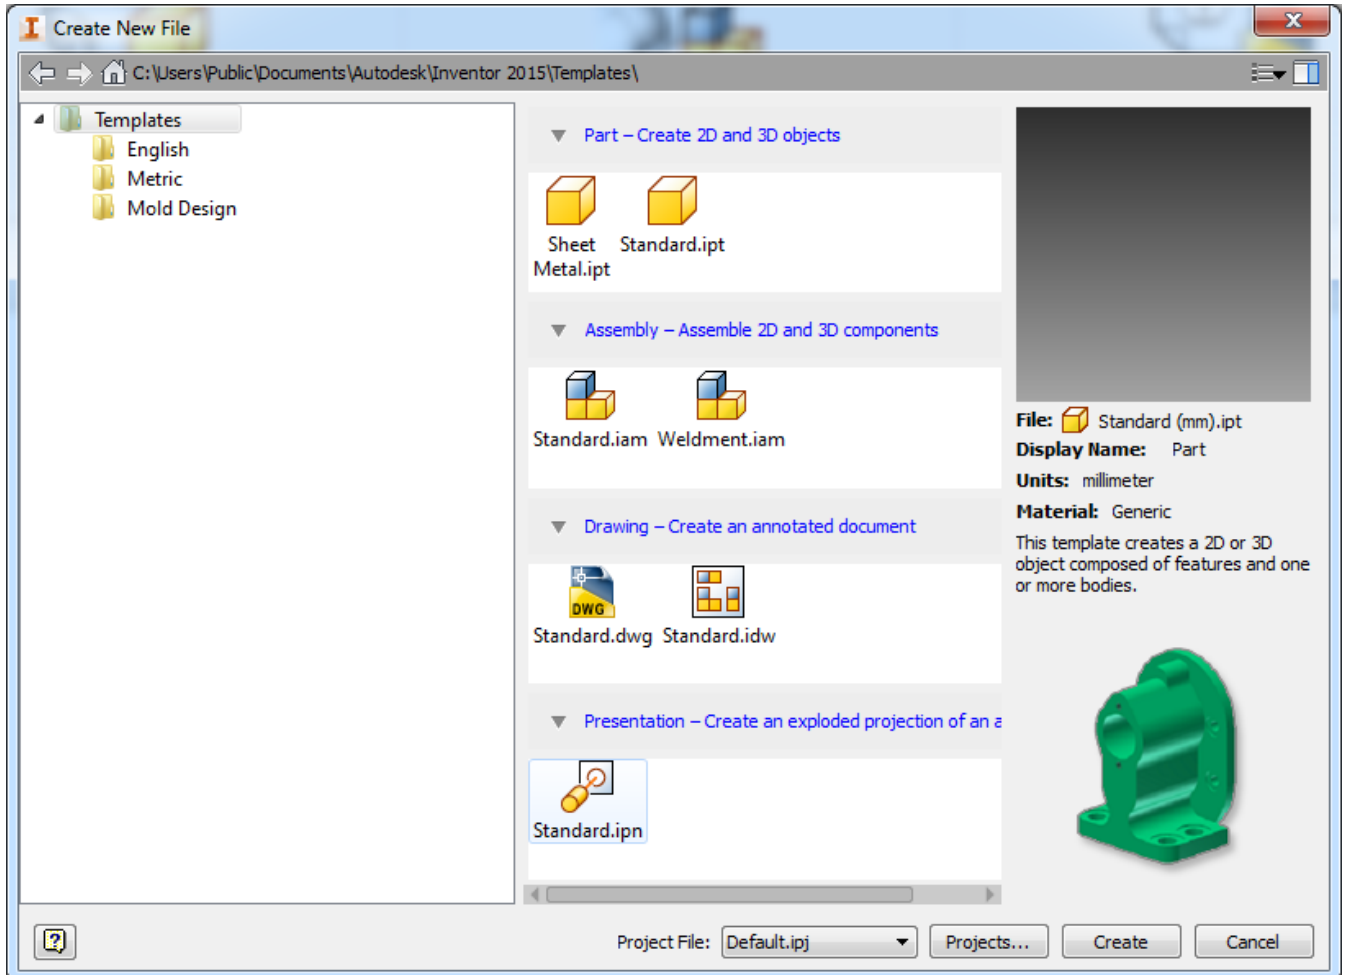 Create New File
C:\Users\Public\Documents\Autodesk\Inventor 2015\Templates\
Templates
English
Metric
Mold Design
Part – Create 2D and 3D objects
Sheet
Metal.ipt
Standard.ipt
Assembly – Assemble 2D and 3D components
Standard.iam
Weldment.iam
Drawing – Create an annotated document
DWG
Standard.dwg
Standard.idw
Presentation – Create an exploded projection of an a
Standard.ipn
File: Standard (mm).ipt
Display Name: Part
Units: millimeter
Material: Generic
This template creates a 2D or 3D
object composed of features and one
or more bodies.
Project File: Default.ipj
Projects...
Create
Cancel